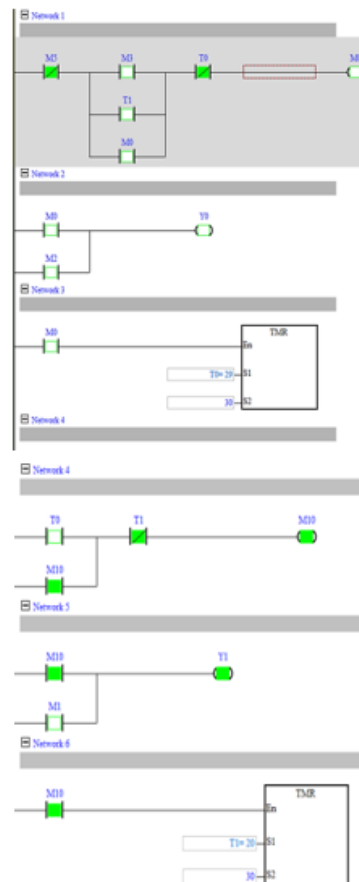 Network 1
M5 M3 T0 M0
T1
M0
Network 2
M0 Y0
M2
Network 3
M0 TMR
En
T0= 29 S1
30 S2
Network 4
Network 4
T0 T1 M10
M10
Network 5
M10 Y1
M1
Network 6
M10 TMR
En
T1= 20 S1
30 S2